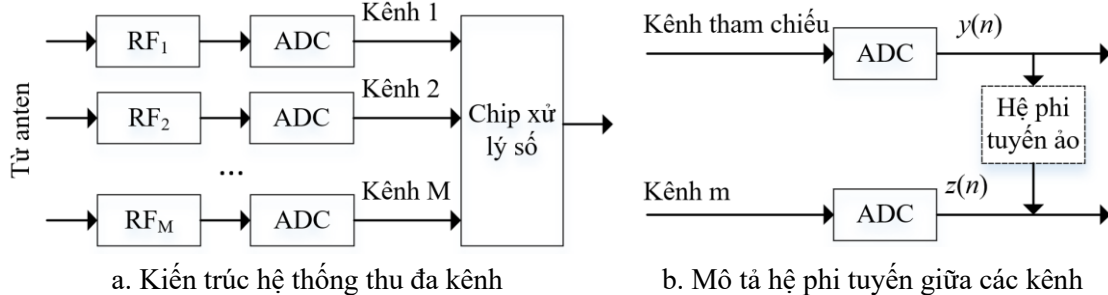 Từ anten
RF1
ADC
Kênh 1
RF2
ADC
Kênh 2
...
RFM
ADC
Kênh M
Chip xử
lý số
a. Kiến trúc hệ thống thu đa kênh
Kênh tham chiếu
ADC
y(n)
Hệ phi
tuyến ảo
Kênh m
ADC
z(n)
b. Mô tả hệ phi tuyến giữa các kênh